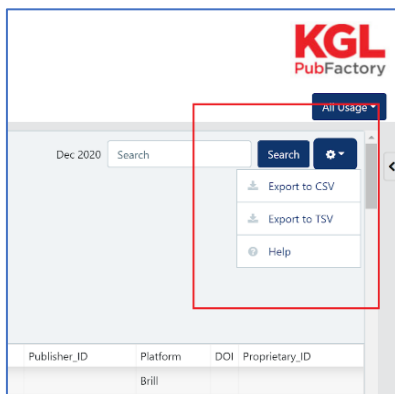 KGL
PubFactory
All Usage
Dec 2020 Search Search
Export to CSV
Export to TSV
Help
Publisher_ID Platform DOI Proprietary_ID
Brill